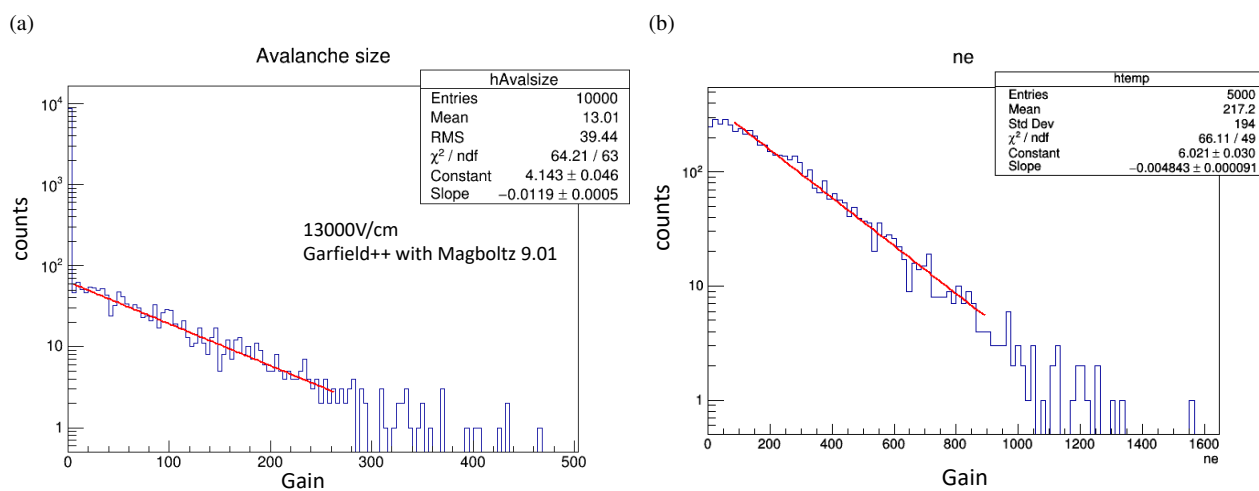 (a)
Avalanche size
hAvalsize
Entries 10000
Mean 13.01
RMS 39.44
χ² / ndf 64.21 / 63
Constant 4.143 ± 0.046
Slope −0.0119 ± 0.0005
13000V/cm
Garfield++ with Magboltz 9.01
counts
10⁴
10³
10²
10
1
0 100 200 300 400 500
Gain
(b)
ne
htemp
Entries 5000
Mean 217.2
Std Dev 194
χ² / ndf 66.11 / 49
Constant 6.021 ± 0.030
Slope −0.004843 ± 0.000091
counts
10²
10
1
0 200 400 600 800 1000 1200 1400 1600
ne
Gain